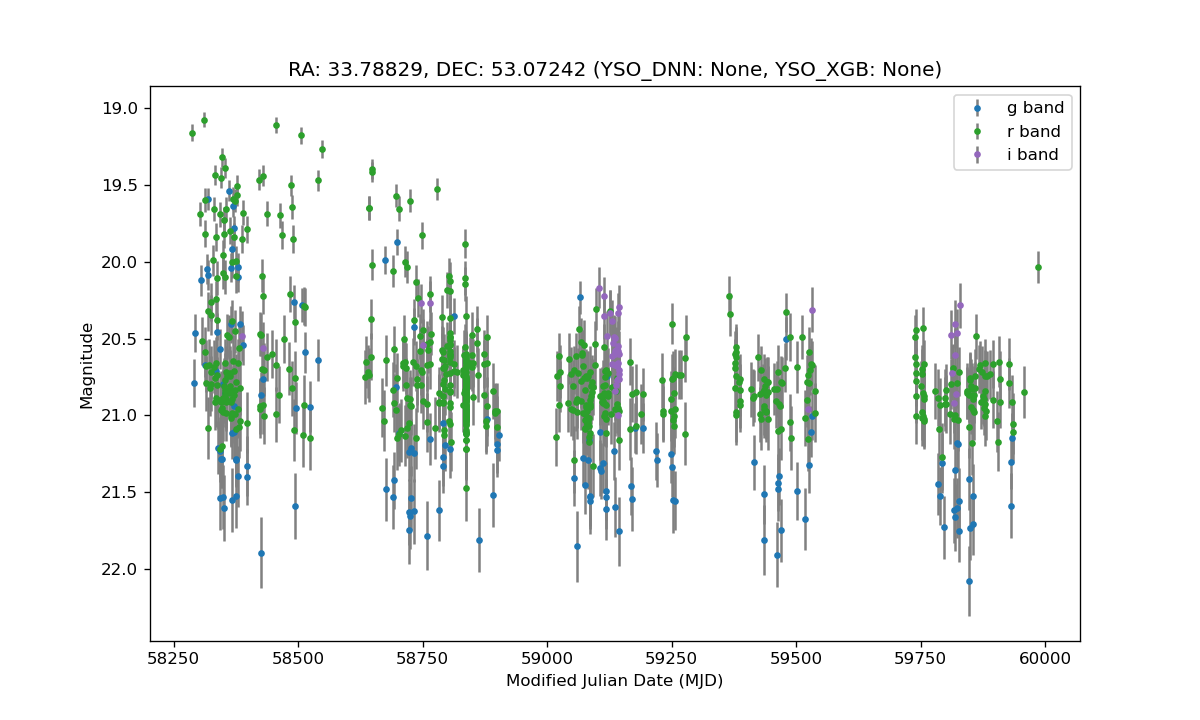 RA: 33.78829, DEC: 53.07242 (YSO_DNN: None, YSO_XGB: None)
g band
r band
i band
19.0
19.5
20.0
20.5
21.0
21.5
22.0
Magnitude
58250
58500
58750
59000
59250
59500
59750
60000
Modified Julian Date (MJD)